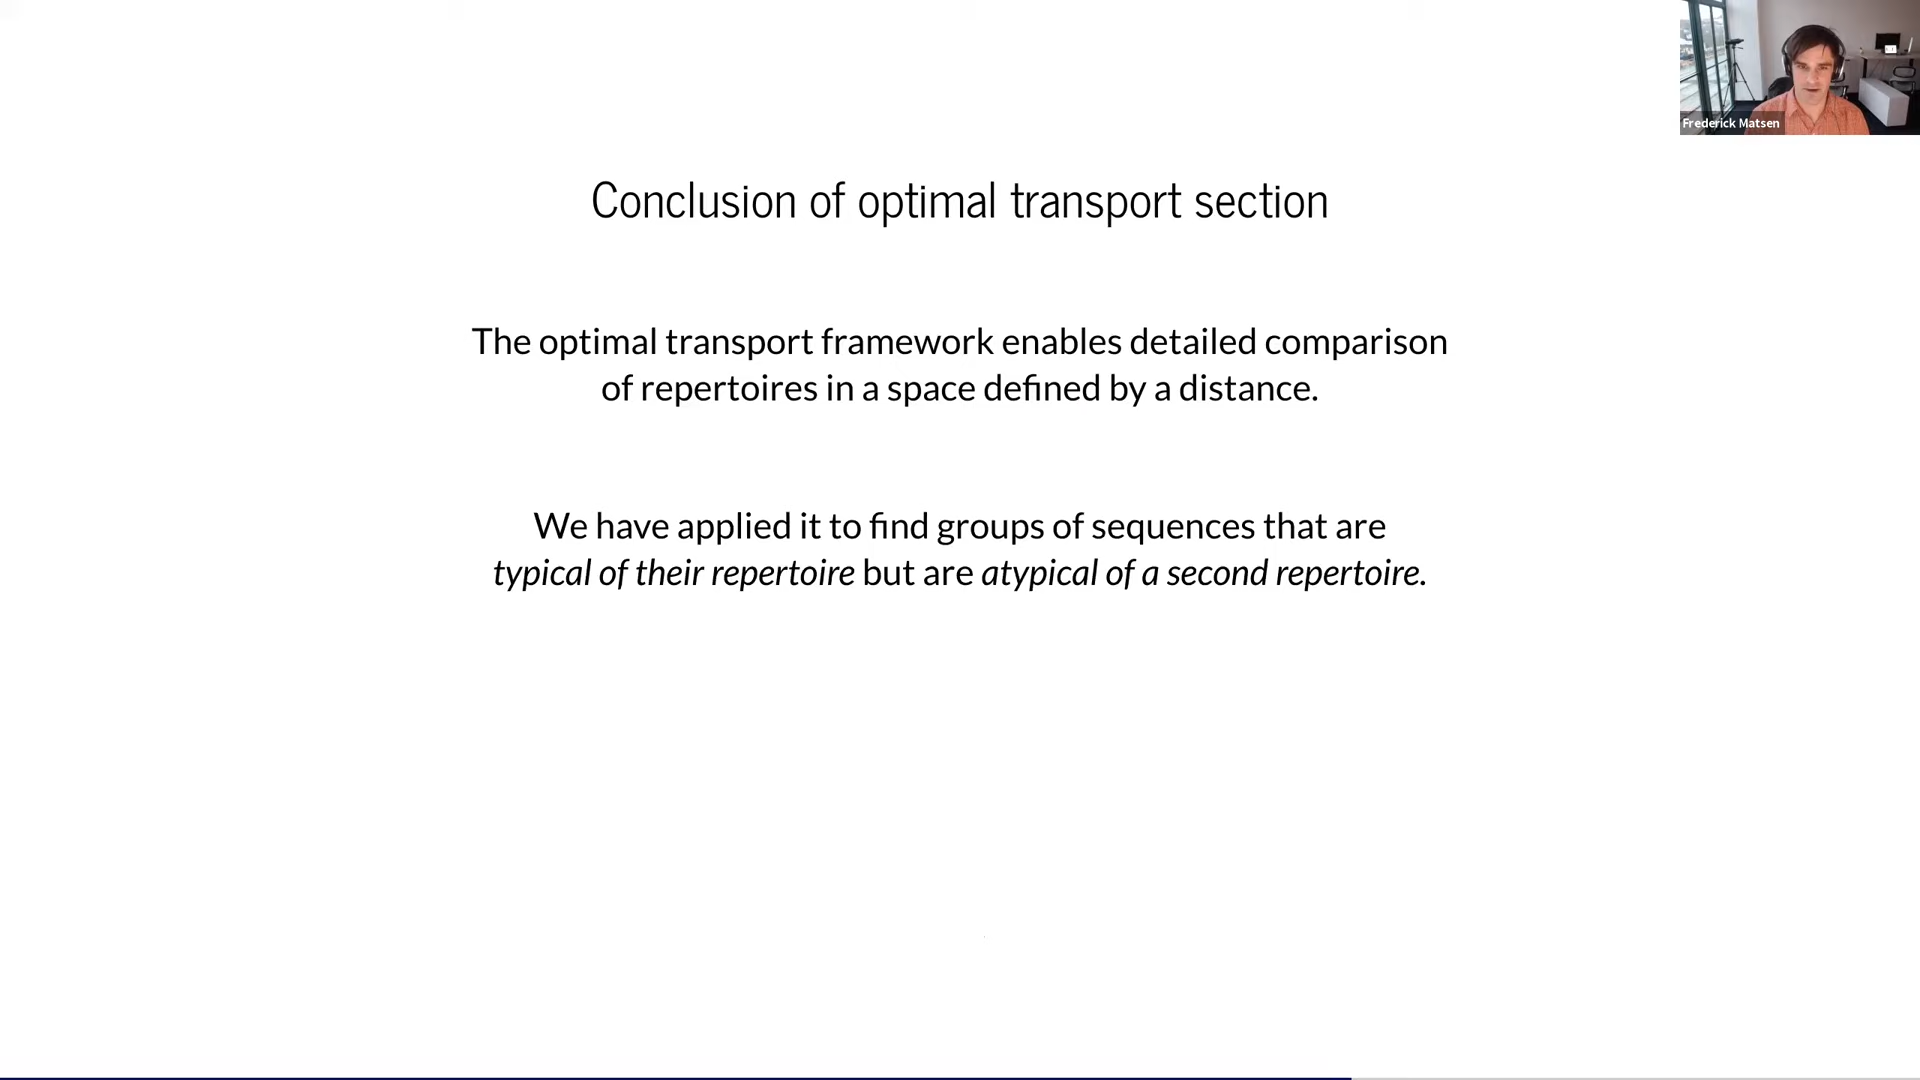 Frederick Matsen
Conclusion of optimal transport section
The optimal transport framework enables detailed comparison
of repertoires in a space defined by a distance.
We have applied it to find groups of sequences that are
typical of their repertoire but are atypical of a second repertoire.